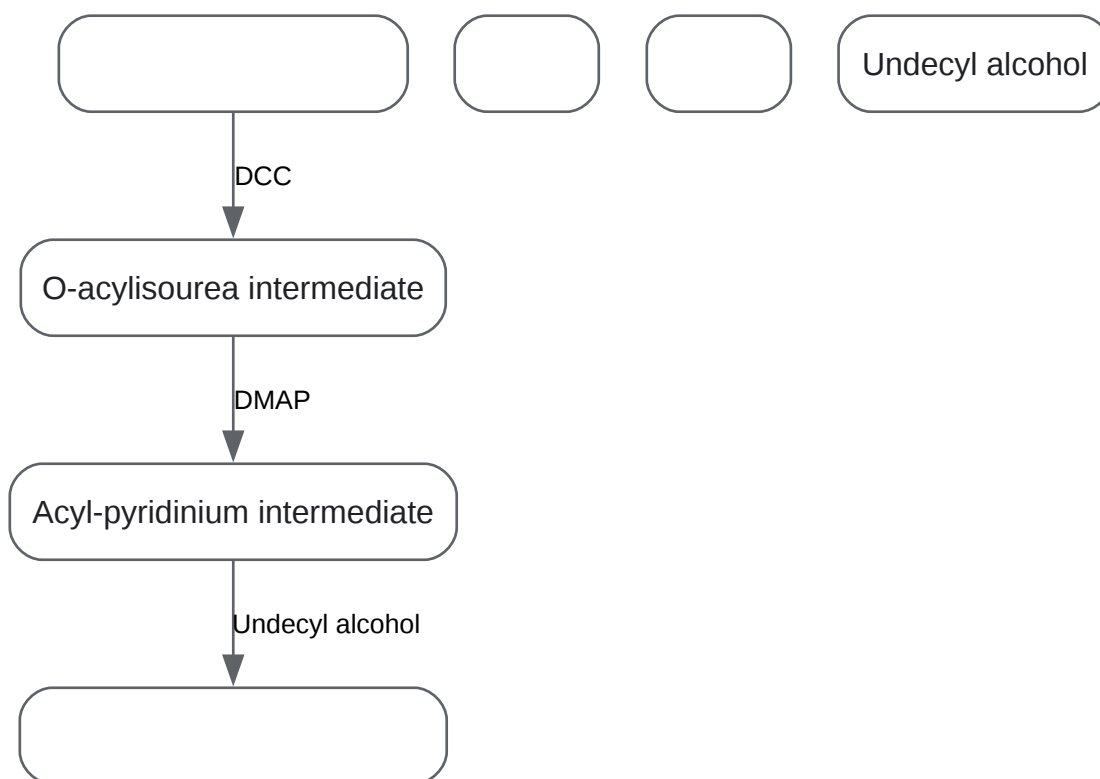 Undecyl alcohol
DCC
O-acylisourea intermediate
DMAP
Acyl-pyridinium intermediate
Undecyl alcohol